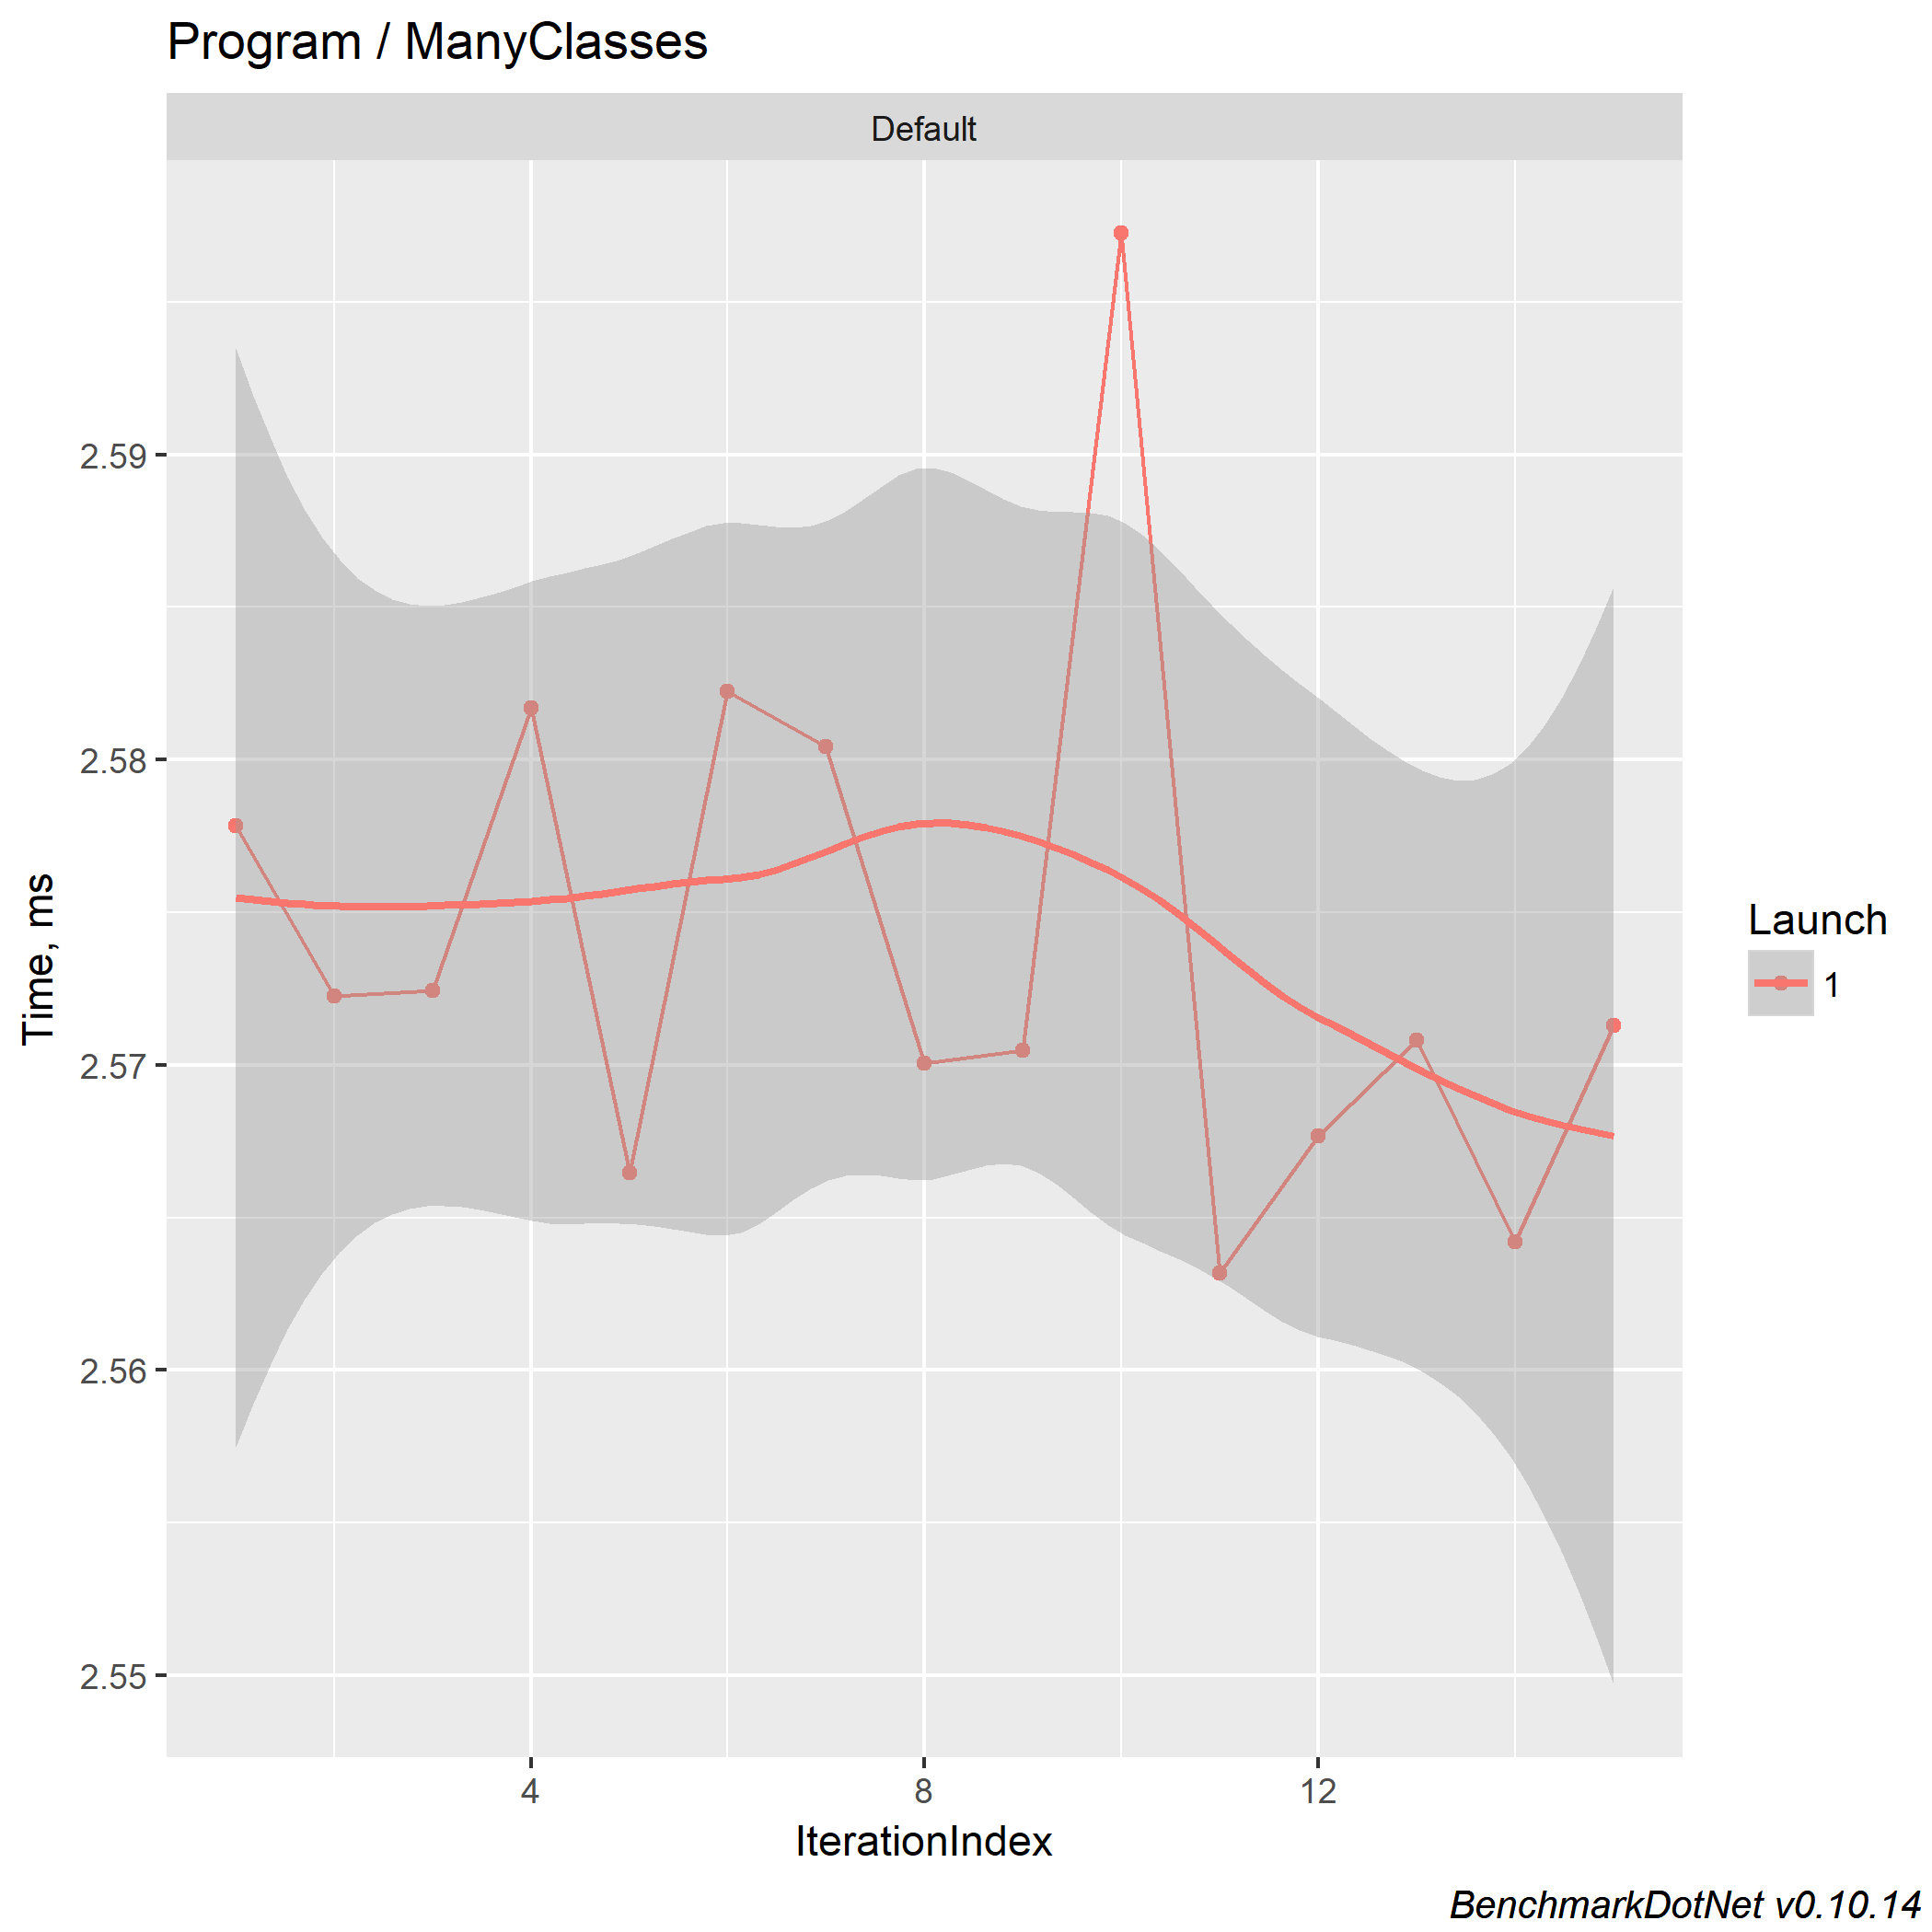 Program / ManyClasses
Default
Time, ms
2.59
2.58
2.57
2.56
2.55
4 8 12
IterationIndex
Launch
1
BenchmarkDotNet v0.10.14